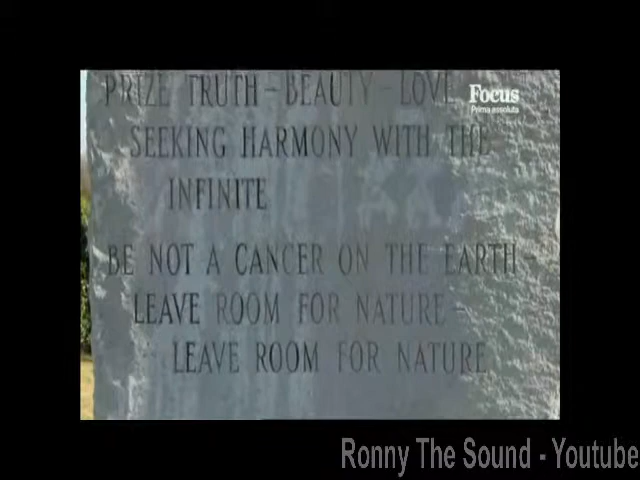 PRIZE TRUTH - BEAUTY - LOVE
Focus
Prima assoluta
SEEKING HARMONY WITH THE
INFINITE
BE NOT A CANCER ON THE EARTH -
LEAVE ROOM FOR NATURE -
LEAVE ROOM FOR NATURE
Ronny The Sound - Youtube